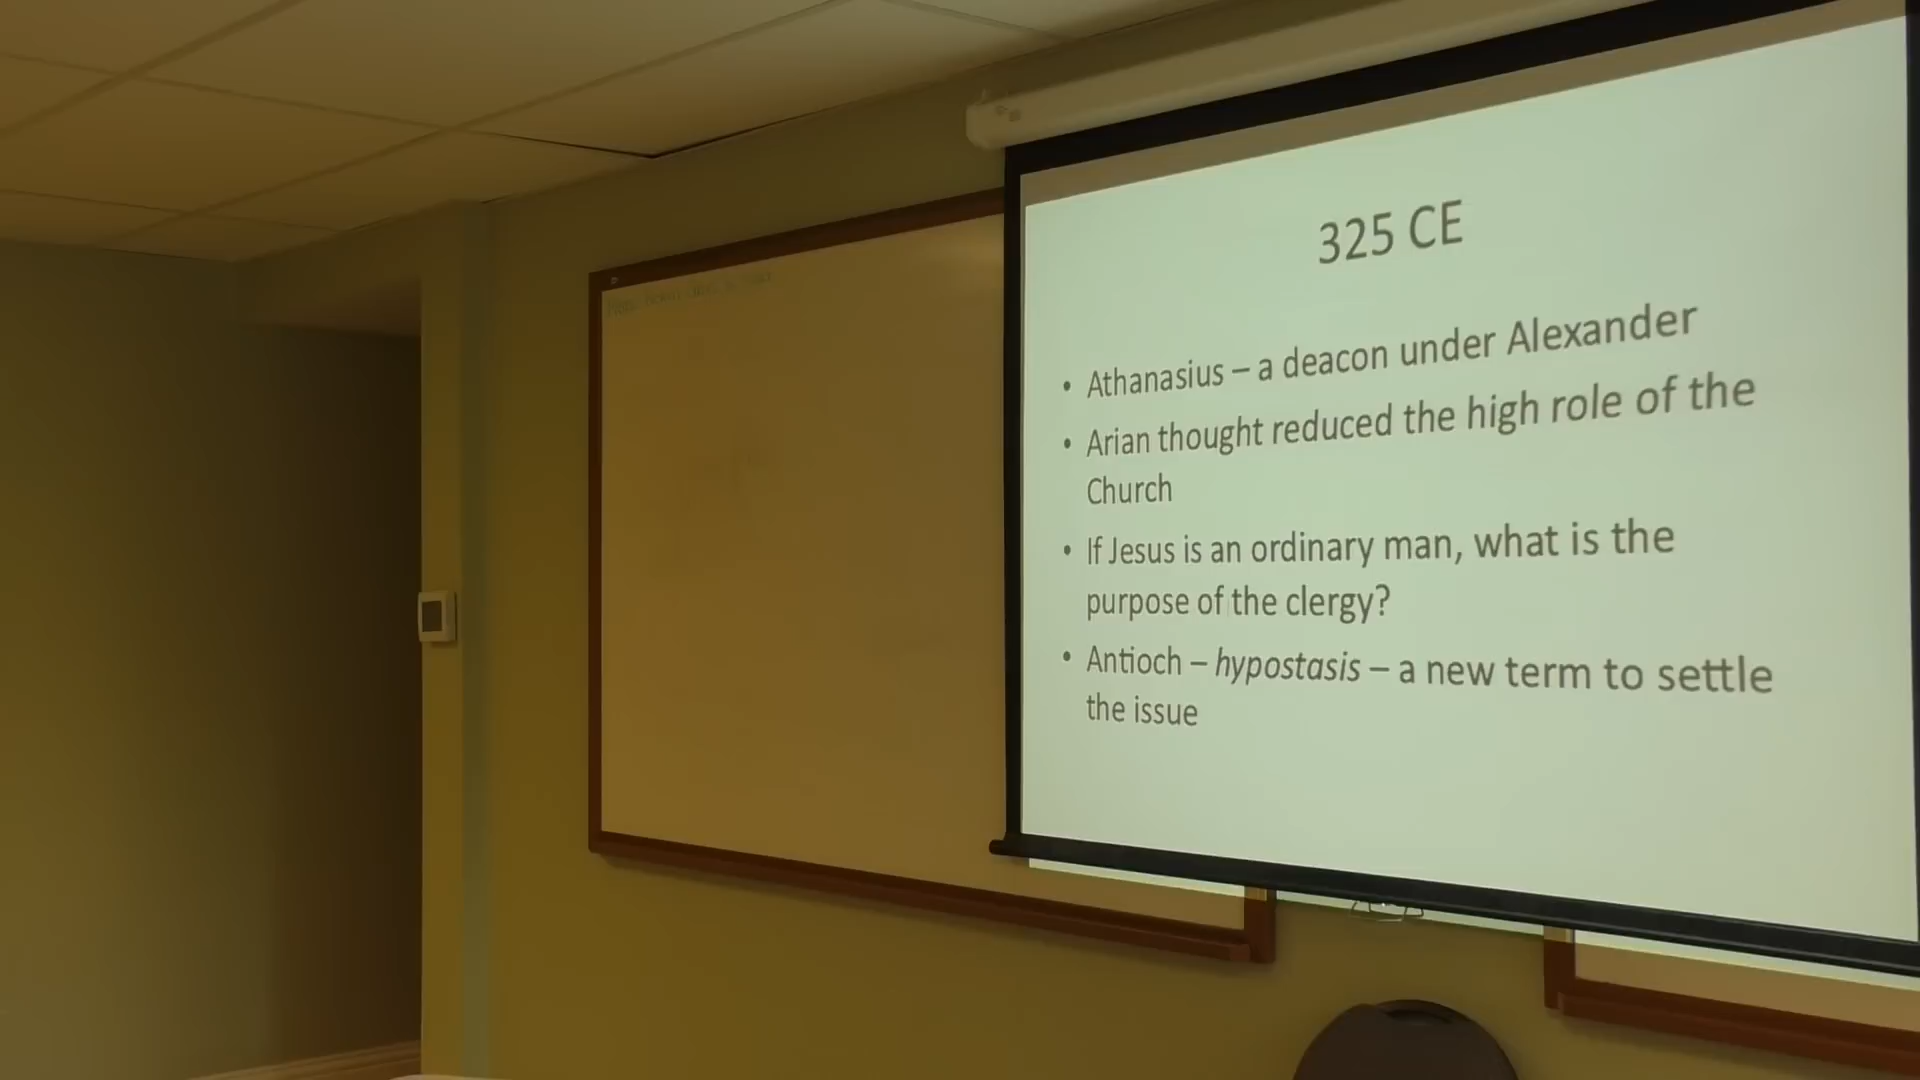 325 CE
• Athanasius – a deacon under Alexander
• Arian thought reduced the high role of the
Church
• If Jesus is an ordinary man, what is the
purpose of the clergy?
• Antioch – hypostasis – a new term to settle
the issue